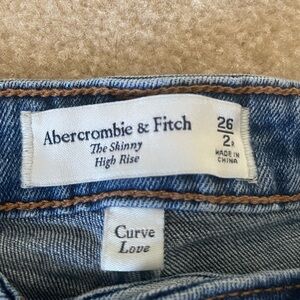 Abercrombie & Fitch
The Skinny
High Rise
26
2R
MADE IN
CHINA
Curve
Love